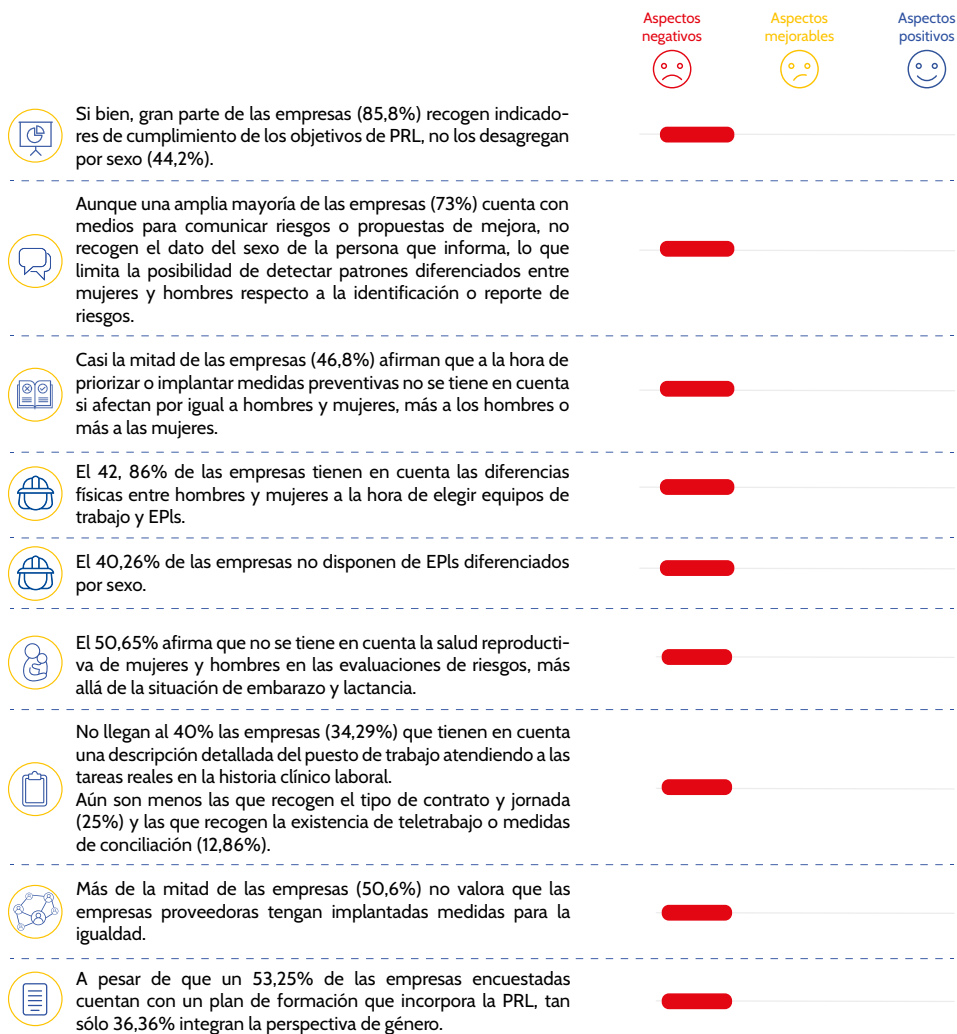 Aspectos
negativos
Aspectos
mejorables
Aspectos
positivos
Si bien, gran parte de las empresas (85,8%) recogen indicado-
res de cumplimiento de los objetivos de PRL, no los desagregan
por sexo (44,2%).
Aunque una amplia mayoría de las empresas (73%) cuenta con
medios para comunicar riesgos o propuestas de mejora, no
recogen el dato del sexo de la persona que informa, lo que
limita la posibilidad de detectar patrones diferenciados entre
mujeres y hombres respecto a la identificación o reporte de
riesgos.
Casi la mitad de las empresas (46,8%) afirman que a la hora de
priorizar o implantar medidas preventivas no se tiene en cuenta
si afectan por igual a hombres y mujeres, más a los hombres o
más a las mujeres.
El 42, 86% de las empresas tienen en cuenta las diferencias
físicas entre hombres y mujeres a la hora de elegir equipos de
trabajo y EPIs.
El 40,26% de las empresas no disponen de EPIs diferenciados
por sexo.
El 50,65% afirma que no se tiene en cuenta la salud reproducti-
va de mujeres y hombres en las evaluaciones de riesgos, más
allá de la situación de embarazo y lactancia.
No llegan al 40% las empresas (34,29%) que tienen en cuenta
una descripción detallada del puesto de trabajo atendiendo a las
tareas reales en la historia clínico laboral.
Aún son menos las que recogen el tipo de contrato y jornada
(25%) y las que recogen la existencia de teletrabajo o medidas
de conciliación (12,86%).
Más de la mitad de las empresas (50,6%) no valora que las
empresas proveedoras tengan implantadas medidas para la
igualdad.
A pesar de que un 53,25% de las empresas encuestadas
cuentan con un plan de formación que incorpora la PRL, tan
sólo 36,36% integran la perspectiva de género.